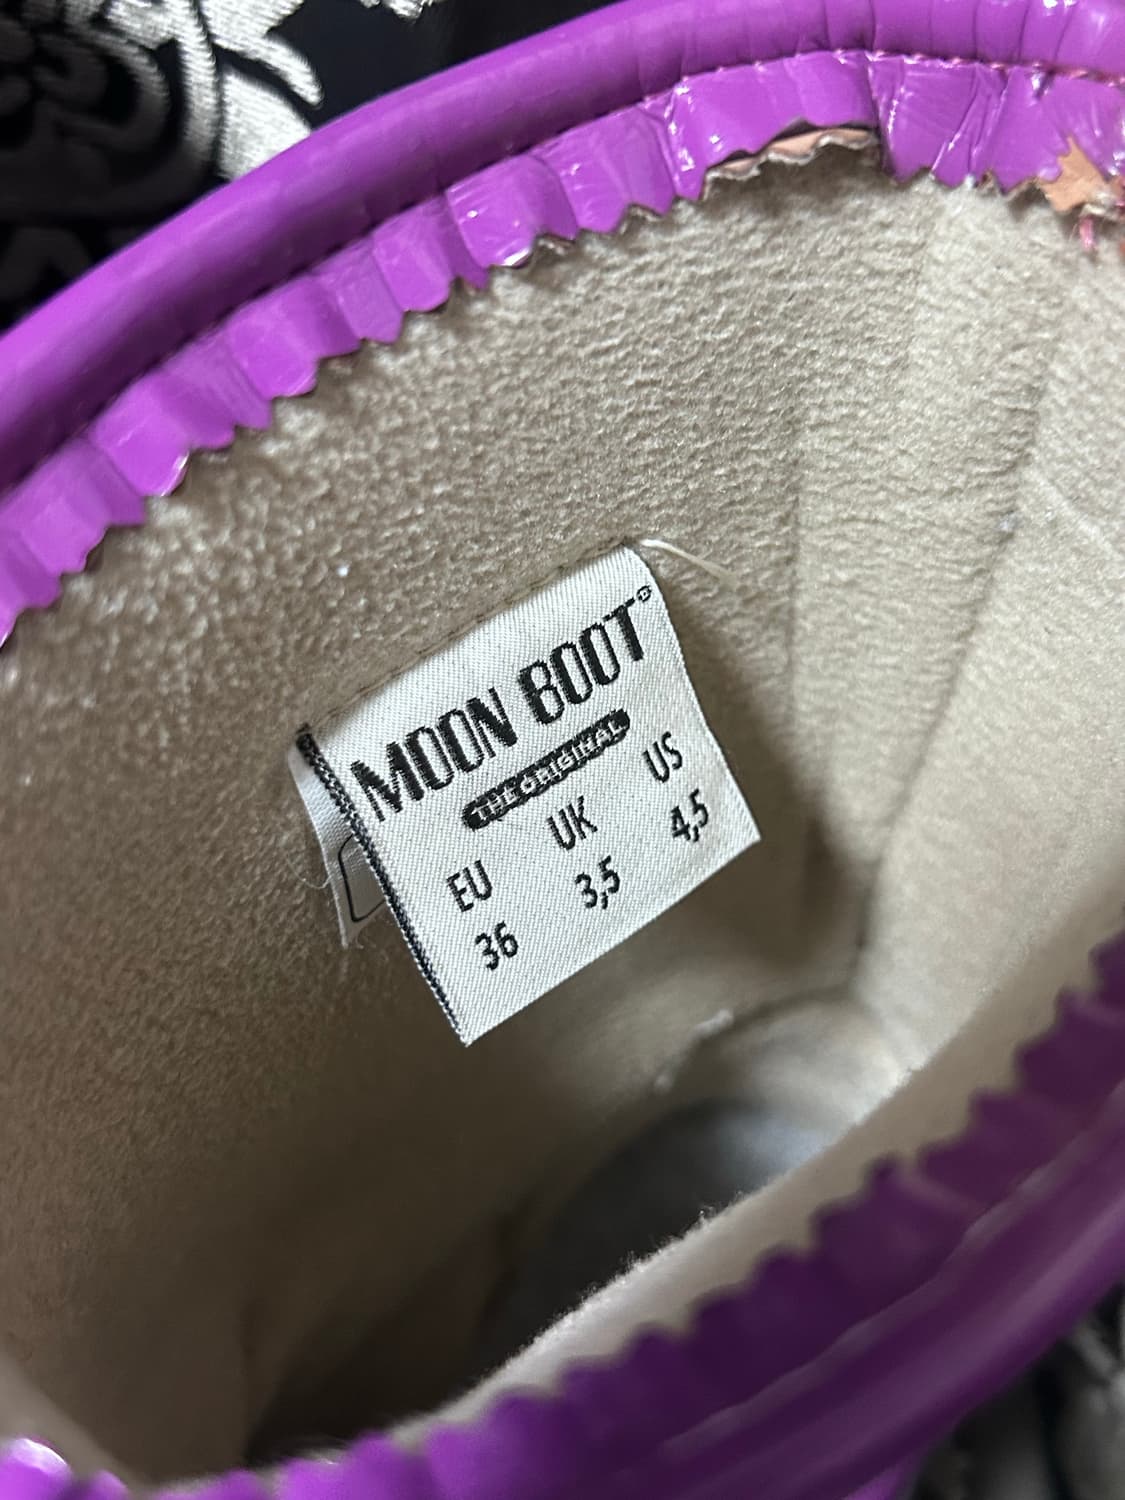 MOON BOOT®
THE ORIGINAL
EU UK US
36 3,5 4,5